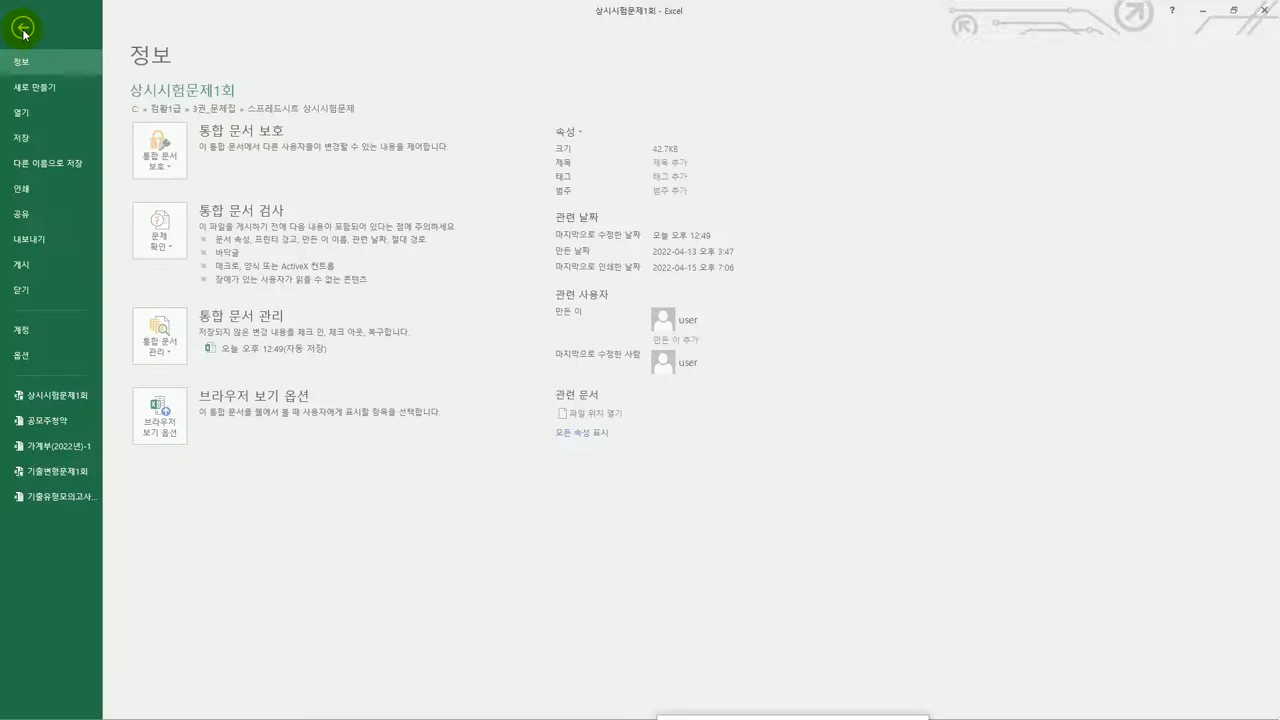 상시시험문제1회 - Excel
?
정보
새로 만들기
열기
저장
다른 이름으로 저장
인쇄
공유
내보내기
게시
닫기
계정
옵션
상시시험문제1회
공모주청약
가계부(2022년)-1
기출변형문제1회
기출유형모의고사...
정보
상시시험문제1회
C: » 컴활1급 » 3권_문제집 » 스프레드시트 상시시험문제
통합 문서
보호
통합 문서 보호
이 통합 문서에서 다른 사용자들이 변경할 수 있는 내용을 제어합니다.
문제
확인
통합 문서 검사
이 파일을 게시하기 전에 다음 내용이 포함되어 있다는 점에 주의하세요.
문서 속성, 프린터 경로, 만든 이 이름, 관련 날짜, 절대 경로
바닥글
매크로, 양식 또는 ActiveX 컨트롤
장애가 있는 사용자가 읽을 수 없는 콘텐츠
통합 문서
관리
통합 문서 관리
저장되지 않은 변경 내용을 체크 인, 체크 아웃, 복구합니다.
오늘 오후 12:49(자동 저장)
브라우저
보기 옵션
브라우저 보기 옵션
이 통합 문서를 웹에서 볼 때 사용자에게 표시할 항목을 선택합니다.
속성
크기 42.7KB
제목 제목 추가
태그 태그 추가
범주 범주 추가
관련 날짜
마지막으로 수정한 날짜 오늘 오후 12:49
만든 날짜 2022-04-13 오후 3:47
마지막으로 인쇄한 날짜 2022-04-15 오후 7:06
관련 사용자
만든 이 user
만든 이 추가
마지막으로 수정한 사람 user
관련 문서
파일 위치 열기
모든 속성 표시